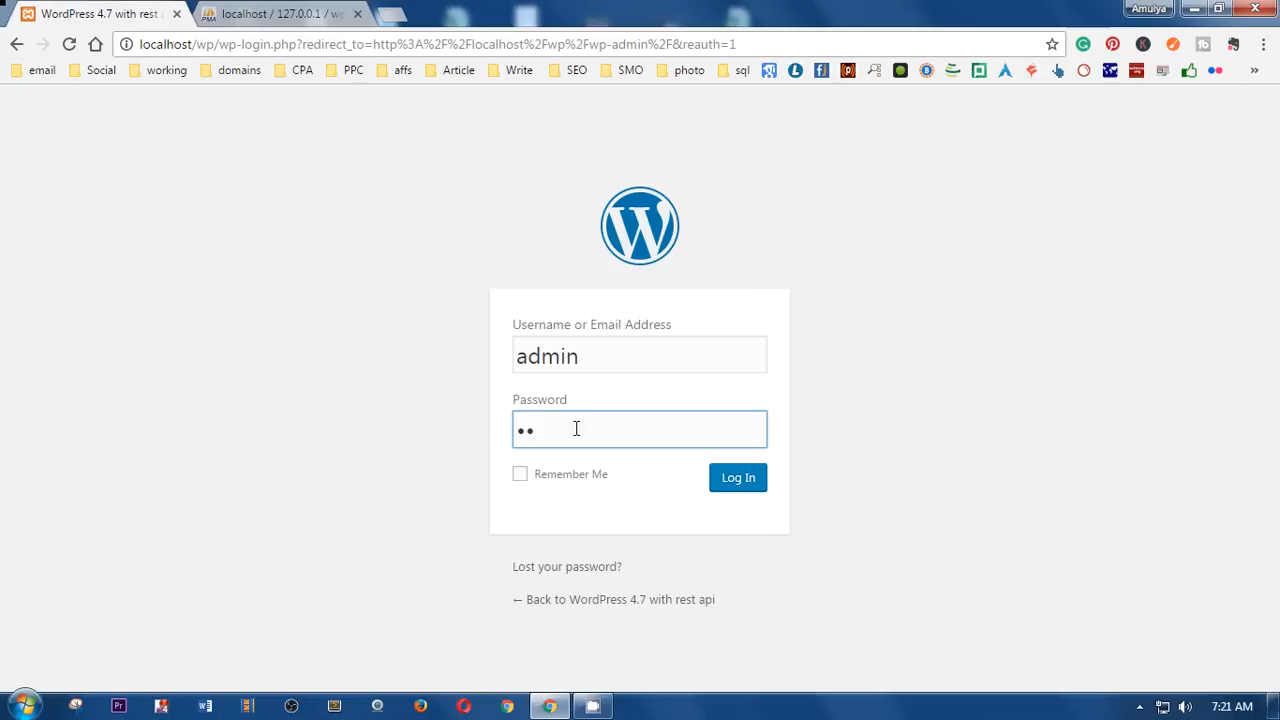 Amulya
WordPress 4.7 with rest a
localhost / 127.0.0.1 / wp
localhost/wp/wp-login.php?redirect_to=http%3A%2F%2Flocalhost%2Fwp%2Fwp-admin%2F&reauth=1
email Social working domains CPA PPC affs Article Write SEO SMO photo sql »
Username or Email Address
admin
Password
••
Remember Me Log In
Lost your password?
← Back to WordPress 4.7 with rest api
7:21 AM